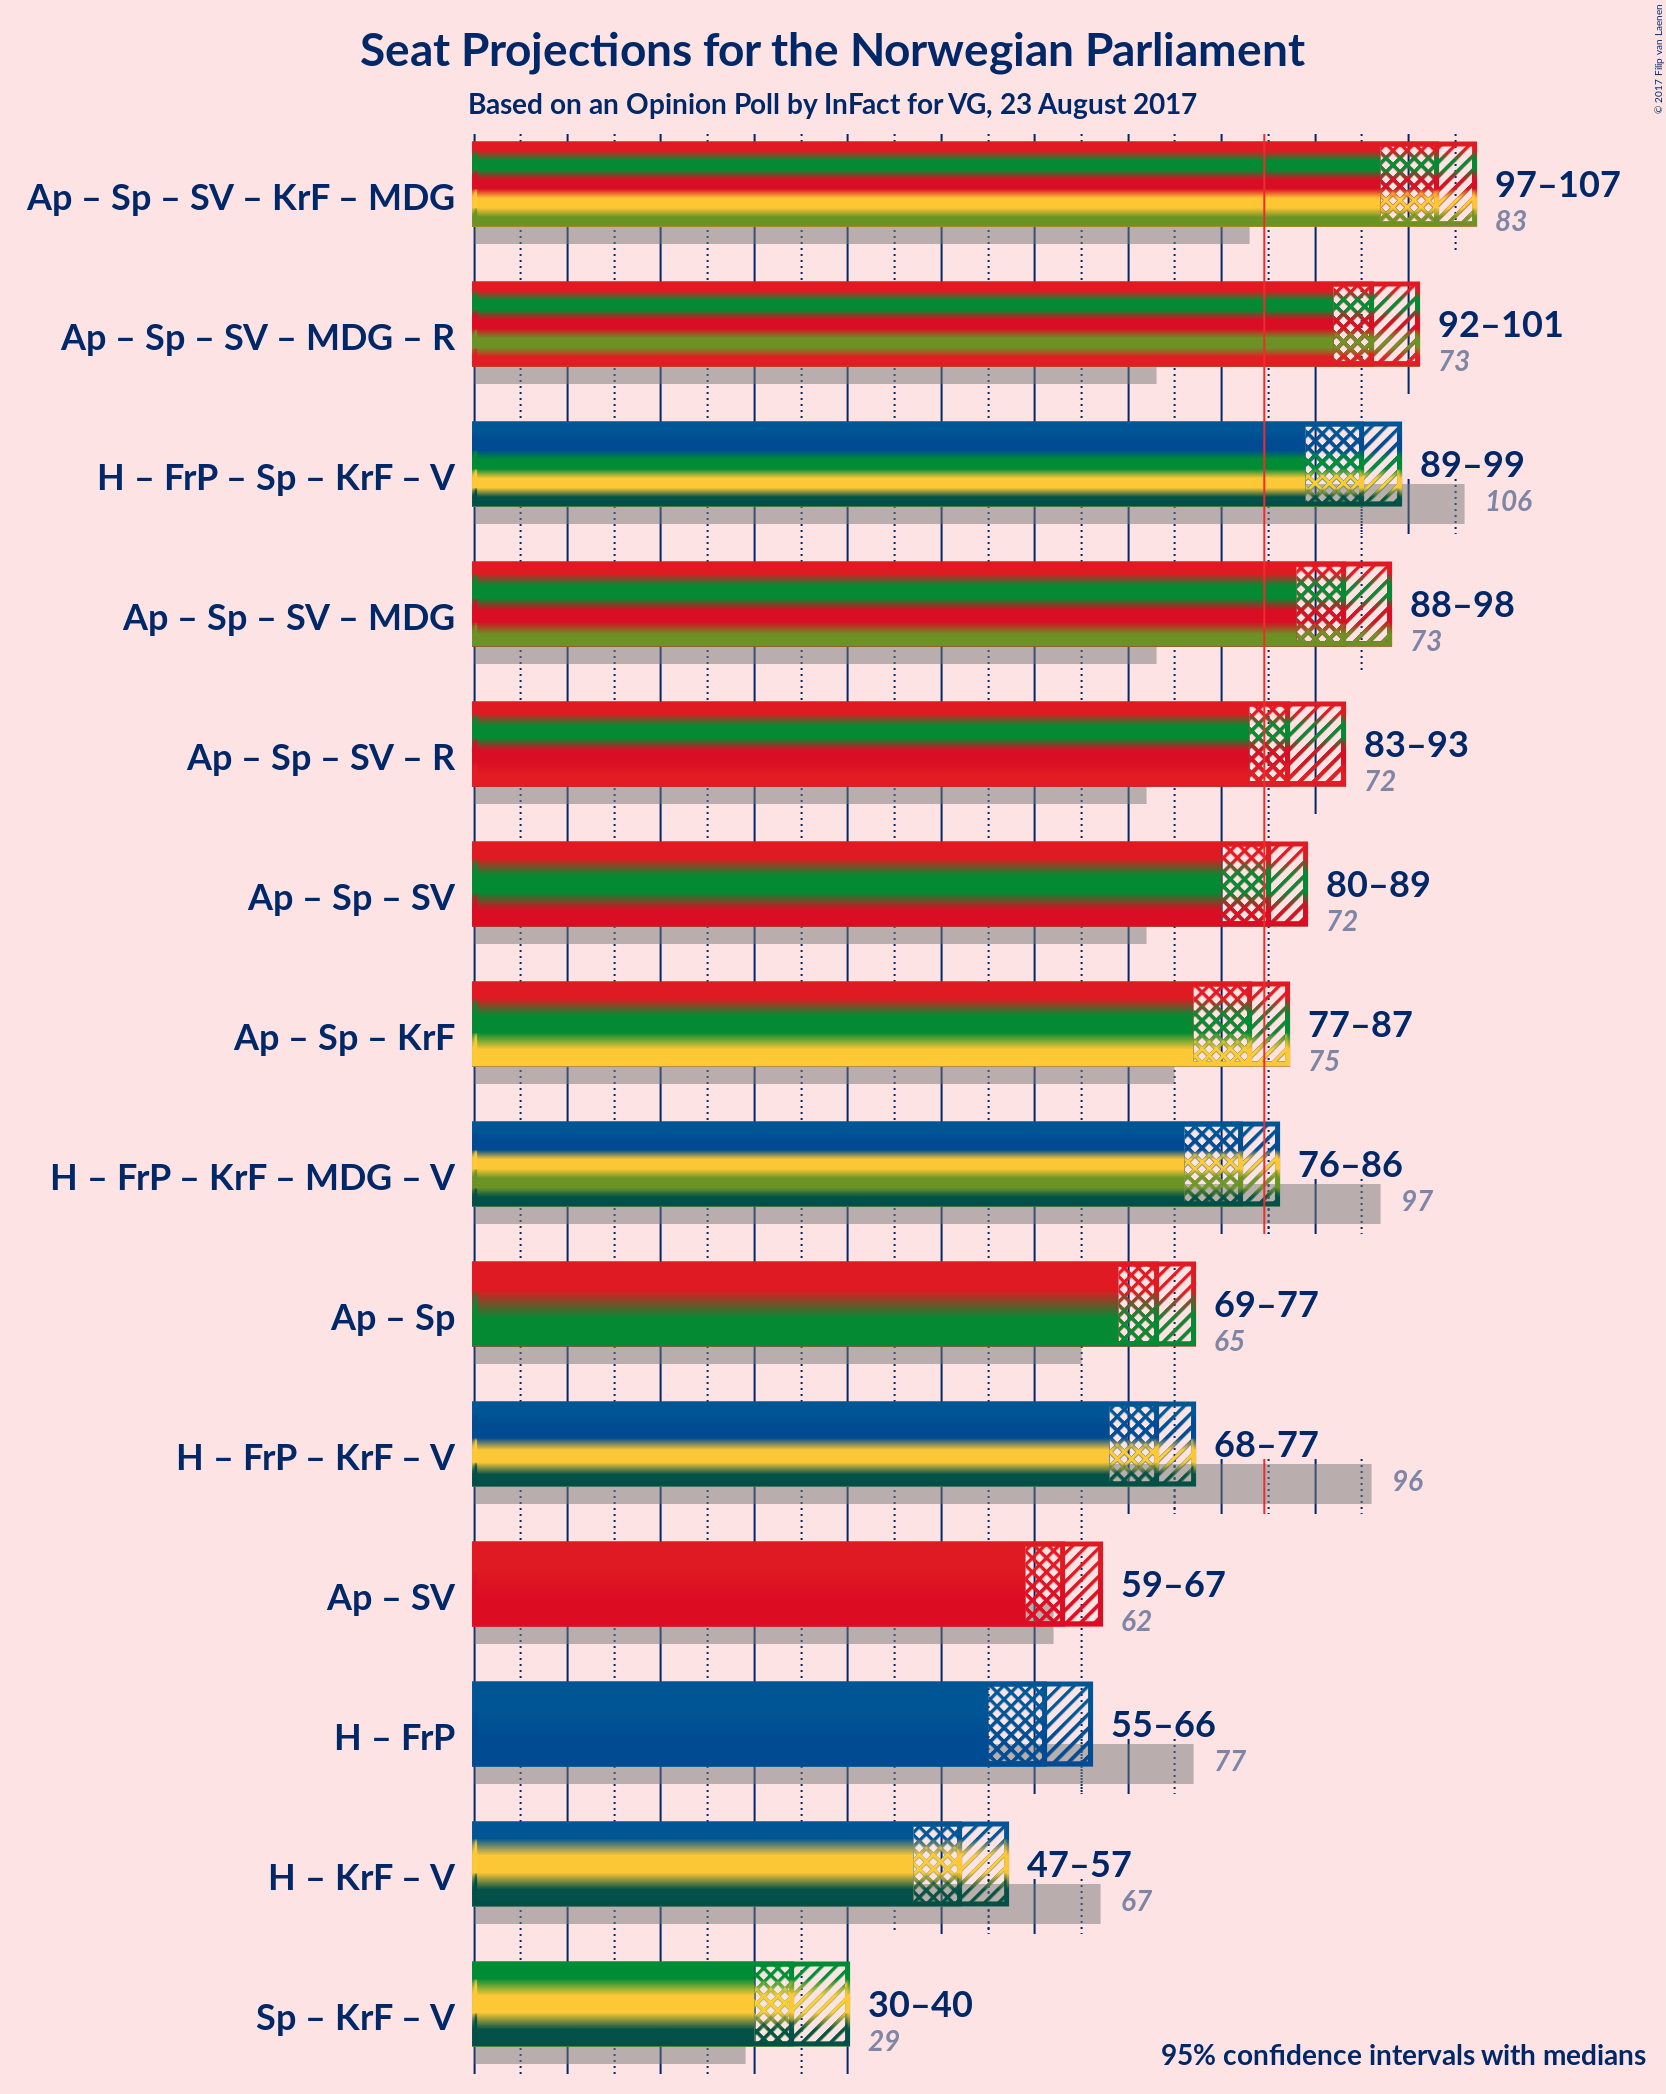 Seat Projections for the Norwegian Parliament
Based on an Opinion Poll by InFact for VG, 23 August 2017
© 2017 Filip van Laenen
Ap – Sp – SV – KrF – MDG
97–107
83
Ap – Sp – SV – MDG – R
92–101
73
H – FrP – Sp – KrF – V
89–99
106
Ap – Sp – SV – MDG
88–98
73
Ap – Sp – SV – R
83–93
72
Ap – Sp – SV
80–89
72
Ap – Sp – KrF
77–87
75
H – FrP – KrF – MDG – V
76–86
97
Ap – Sp
69–77
65
H – FrP – KrF – V
68–77
96
Ap – SV
59–67
62
H – FrP
55–66
77
H – KrF – V
47–57
67
Sp – KrF – V
30–40
29
95% confidence intervals with medians